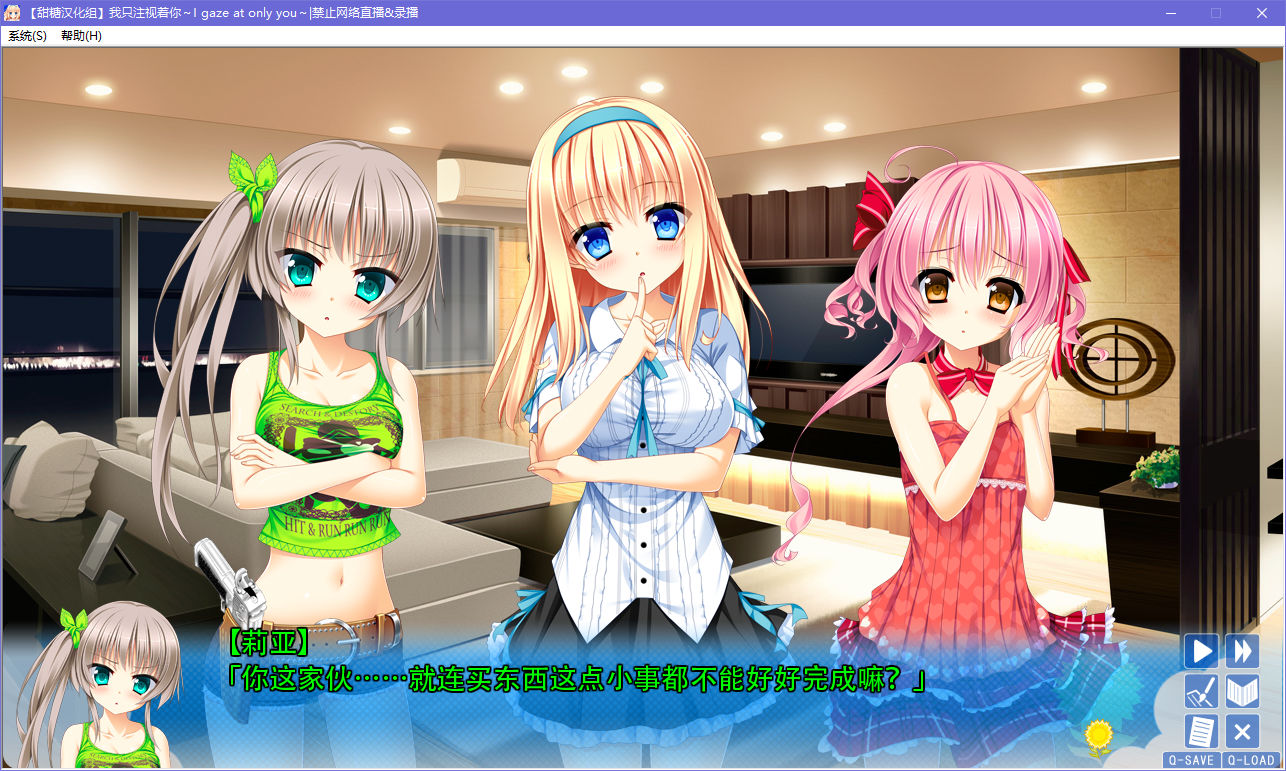 【甜糖汉化组】我只注视着你～I gaze at only you～|禁止网络直播&录播
系统(S) 帮助(H)
SEARCH & DESTORY
HIT & RUN RUN RUN
【莉亚】
「你这家伙……就连买东西这点小事都不能好好完成嘛？」
Q-SAVE Q-LOAD